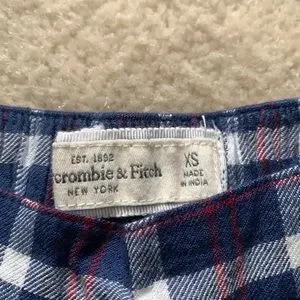 EST. 1892
crombie & Fitch
NEW YORK
XS
MADE
IN INDIA